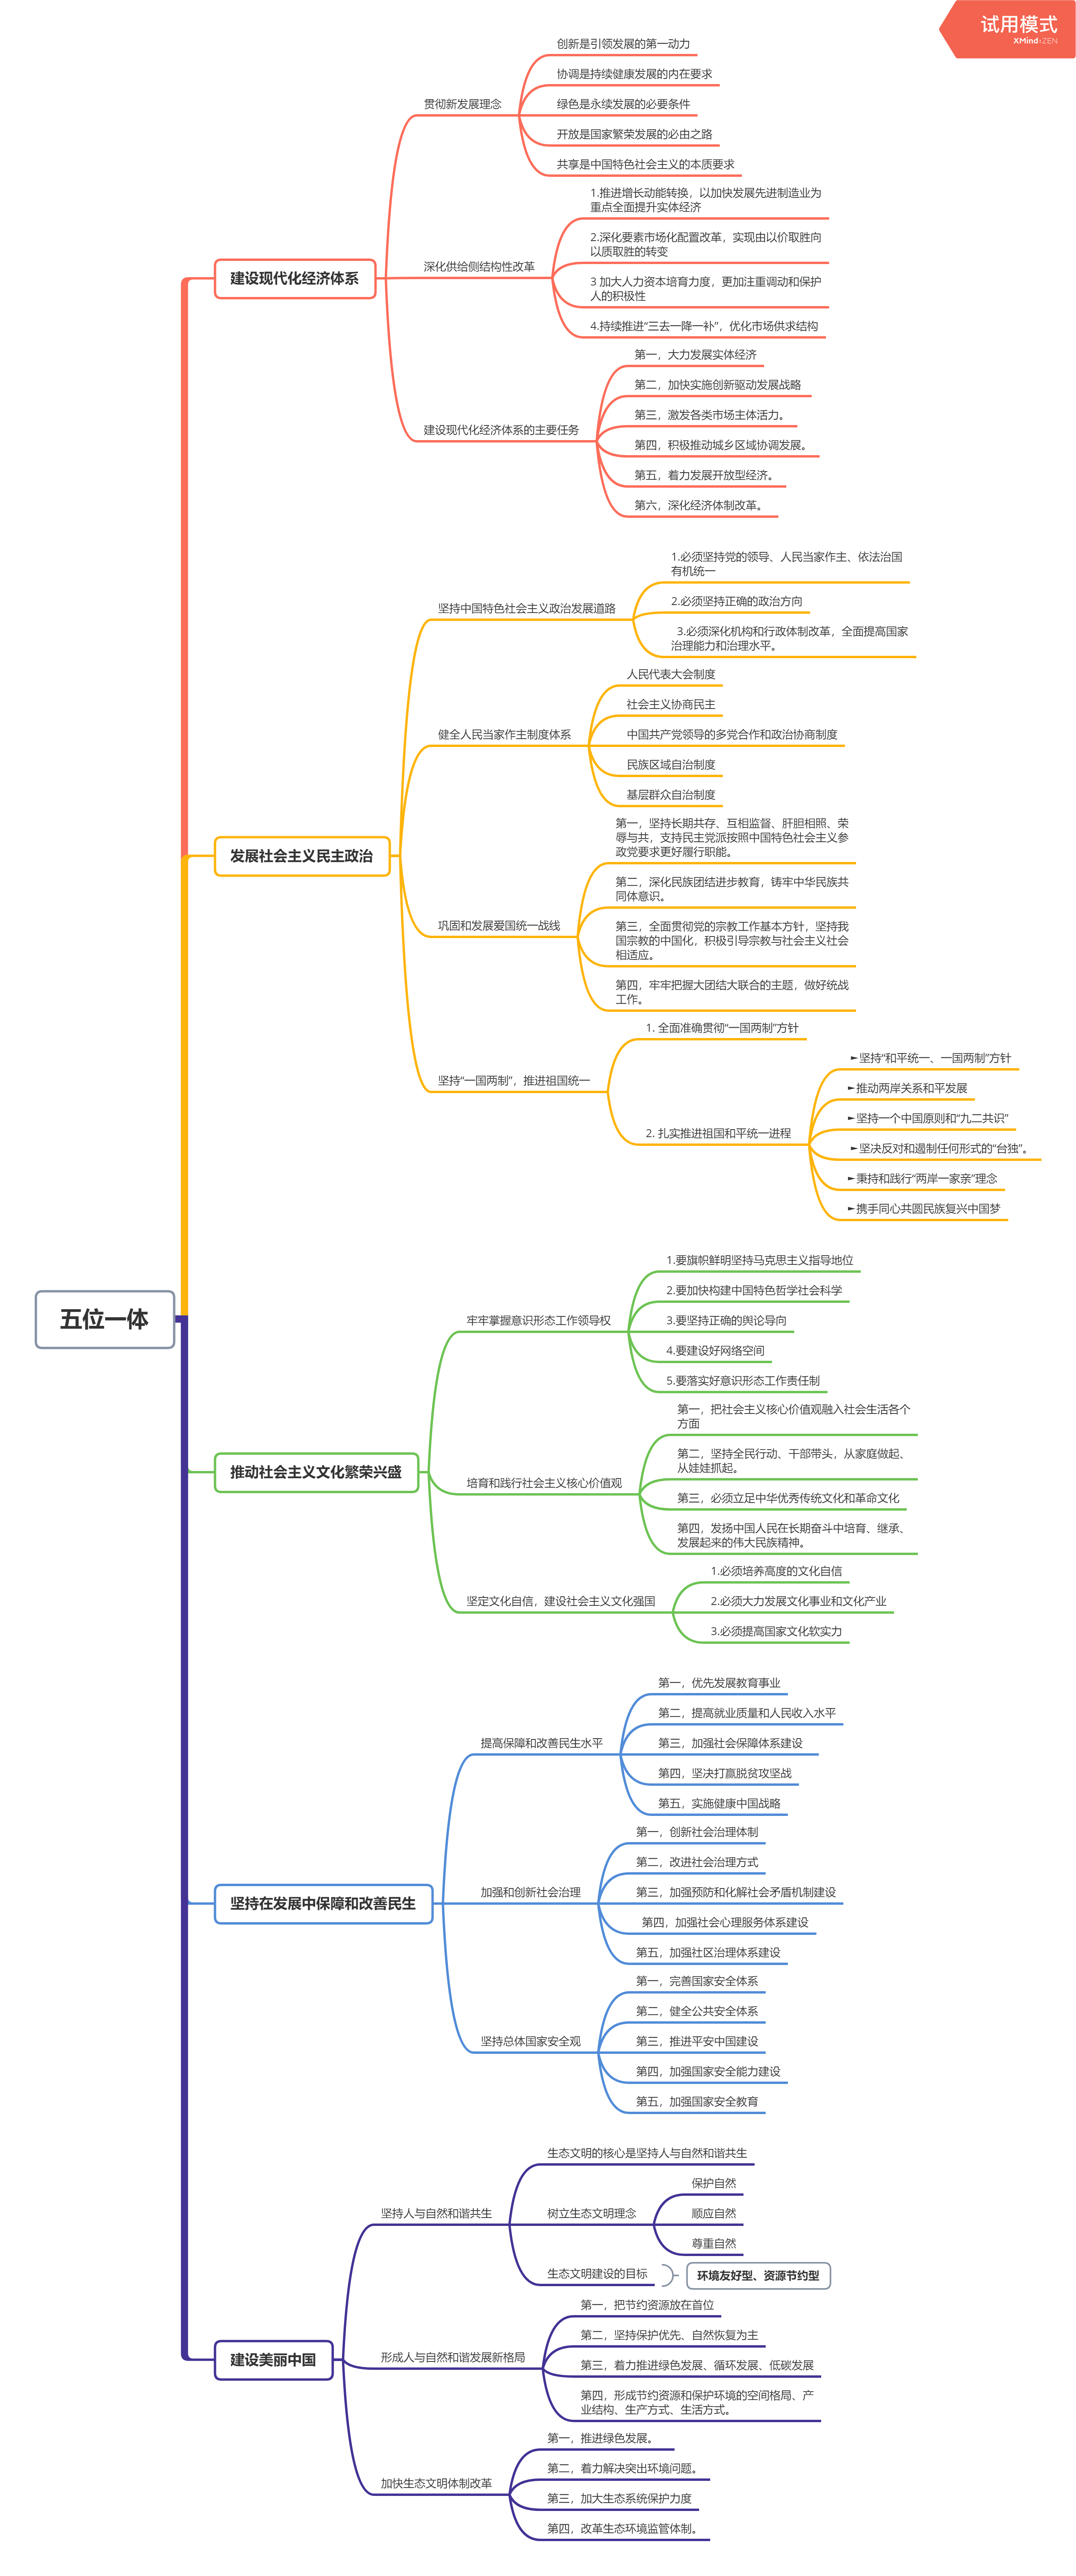 试用模式
XMind:ZEN
五位一体
建设现代化经济体系
贯彻新发展理念
创新是引领发展的第一动力
协调是持续健康发展的内在要求
绿色是永续发展的必要条件
开放是国家繁荣发展的必由之路
共享是中国特色社会主义的本质要求
深化供给侧结构性改革
1.推进增长动能转换，以加快发展先进制造业为
重点全面提升实体经济
2.深化要素市场化配置改革，实现由以价取胜向
以质取胜的转变
3 加大人力资本培育力度，更加注重调动和保护
人的积极性
4.持续推进“三去一降一补”，优化市场供求结构
建设现代化经济体系的主要任务
第一，大力发展实体经济
第二，加快实施创新驱动发展战略
第三，激发各类市场主体活力。
第四，积极推动城乡区域协调发展。
第五，着力发展开放型经济。
第六，深化经济体制改革。
发展社会主义民主政治
坚持中国特色社会主义政治发展道路
1.必须坚持党的领导、人民当家作主、依法治国
有机统一
2.必须坚持正确的政治方向
3.必须深化机构和行政体制改革，全面提高国家
治理能力和治理水平。
健全人民当家作主制度体系
人民代表大会制度
社会主义协商民主
中国共产党领导的多党合作和政治协商制度
民族区域自治制度
基层群众自治制度
巩固和发展爱国统一战线
第一，坚持长期共存、互相监督、肝胆相照、荣
辱与共，支持民主党派按照中国特色社会主义参
政党要求更好履行职能。
第二，深化民族团结进步教育，铸牢中华民族共
同体意识。
第三，全面贯彻党的宗教工作基本方针，坚持我
国宗教的中国化，积极引导宗教与社会主义社会
相适应。
第四，牢牢把握大团结大联合的主题，做好统战
工作。
坚持“一国两制”，推进祖国统一
1. 全面准确贯彻“一国两制”方针
2. 扎实推进祖国和平统一进程
►坚持“和平统一、一国两制”方针
►推动两岸关系和平发展
►坚持一个中国原则和“九二共识”
►坚决反对和遏制任何形式的“台独”。
►秉持和践行“两岸一家亲”理念
►携手同心共圆民族复兴中国梦
推动社会主义文化繁荣兴盛
牢牢掌握意识形态工作领导权
1.要旗帜鲜明坚持马克思主义指导地位
2.要加快构建中国特色哲学社会科学
3.要坚持正确的舆论导向
4.要建设好网络空间
5.要落实好意识形态工作责任制
培育和践行社会主义核心价值观
第一，把社会主义核心价值观融入社会生活各个
方面
第二，坚持全民行动、干部带头，从家庭做起、
从娃娃抓起。
第三，必须立足中华优秀传统文化和革命文化
第四，发扬中国人民在长期奋斗中培育、继承、
发展起来的伟大民族精神。
坚定文化自信，建设社会主义文化强国
1.必须培养高度的文化自信
2.必须大力发展文化事业和文化产业
3.必须提高国家文化软实力
坚持在发展中保障和改善民生
提高保障和改善民生水平
第一，优先发展教育事业
第二，提高就业质量和人民收入水平
第三，加强社会保障体系建设
第四，坚决打赢脱贫攻坚战
第五，实施健康中国战略
加强和创新社会治理
第一，创新社会治理体制
第二，改进社会治理方式
第三，加强预防和化解社会矛盾机制建设
第四，加强社会心理服务体系建设
第五，加强社区治理体系建设
坚持总体国家安全观
第一，完善国家安全体系
第二，健全公共安全体系
第三，推进平安中国建设
第四，加强国家安全能力建设
第五，加强国家安全教育
建设美丽中国
坚持人与自然和谐共生
生态文明的核心是坚持人与自然和谐共生
树立生态文明理念
保护自然
顺应自然
尊重自然
生态文明建设的目标
环境友好型、资源节约型
形成人与自然和谐发展新格局
第一，把节约资源放在首位
第二，坚持保护优先、自然恢复为主
第三，着力推进绿色发展、循环发展、低碳发展
第四，形成节约资源和保护环境的空间格局、产
业结构、生产方式、生活方式。
加快生态文明体制改革
第一，推进绿色发展。
第二，着力解决突出环境问题。
第三，加大生态系统保护力度
第四，改革生态环境监管体制。